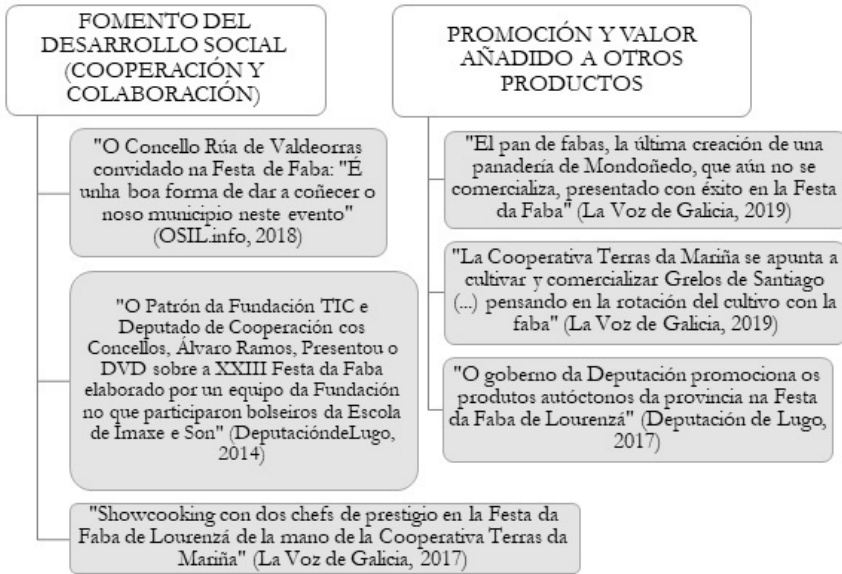 FOMENTO DEL
DESARROLLO SOCIAL
(COOPERACIÓN Y
COLABORACIÓN)
"O Concello Rúa de Valdeorras
convidado na Festa de Faba: "É
unha boa forma de dar a coñecer o
noso municipio neste evento"
(OSIL.info, 2018)
"O Patrón da Fundación TIC e
Deputado de Cooperación cos
Concellos, Álvaro Ramos, Presentou o
DVD sobre a XXIII Festa da Faba
elaborado por un equipo da Fundación
no que participaron bolseiros da Escola
de Imaxe e Son" (DeputacióndeLugo,
2014)
"Showcooking con dos chefs de prestigio en la Festa da
Faba de Lourenzá de la mano de la Cooperativa Terras da
Mariña" (La Voz de Galicia, 2017)
PROMOCIÓN Y VALOR
AÑADIDO A OTROS
PRODUCTOS
"El pan de fabas, la última creación de una
panadería de Mondoñedo, que aún no se
comercializa, presentado con éxito en la Festa
da Faba" (La Voz de Galicia, 2019)
"La Cooperativa Terras da Mariña se apunta a
cultivar y comercializar Grelos de Santiago
(...) pensando en la rotación del cultivo con la
faba" (La Voz de Galicia, 2019)
"O goberno da Deputación promociona os
produtos autóctonos da provincia na Festa
da Faba de Lourenzá" (Deputación de Lugo,
2017)